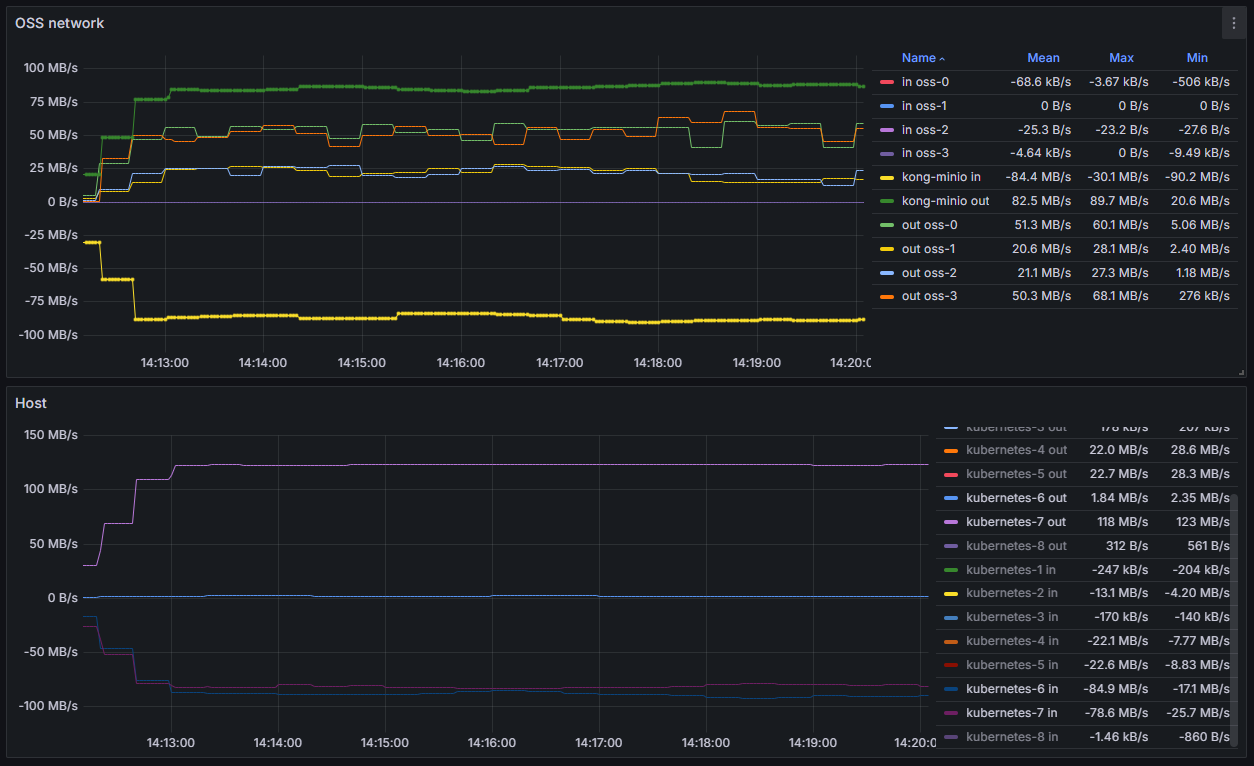 OSS network
100 MB/s
75 MB/s
50 MB/s
25 MB/s
0 B/s
-25 MB/s
-50 MB/s
-75 MB/s
-100 MB/s
14:13:00 14:14:00 14:15:00 14:16:00 14:17:00 14:18:00 14:19:00 14:20:0
Name Mean Max Min
in oss-0 -68.6 kB/s -7.67 kB/s -506 kB/s
in oss-1 0 B/s 0 B/s 0 B/s
in oss-2 -25.3 B/s -23.2 B/s -27.6 B/s
in oss-3 -4.64 kB/s 0 B/s -9.49 kB/s
kong-minio in -84.4 MB/s -30.1 MB/s -90.2 MB/s
kong-minio out 82.5 MB/s 89.7 MB/s 20.6 MB/s
out oss-0 51.3 MB/s 60.1 MB/s 5.06 MB/s
out oss-1 20.6 MB/s 28.1 MB/s 2.40 MB/s
out oss-2 21.1 MB/s 27.3 MB/s 1.18 MB/s
out oss-3 50.3 MB/s 68.1 MB/s 276 kB/s
Host
150 MB/s
100 MB/s
50 MB/s
0 B/s
-50 MB/s
-100 MB/s
14:13:00 14:14:00 14:15:00 14:16:00 14:17:00 14:18:00 14:19:00 14:20:0
kubernetes-3 out 178 kB/s 207 kB/s
kubernetes-4 out 22.0 MB/s 28.6 MB/s
kubernetes-5 out 22.7 MB/s 28.3 MB/s
kubernetes-6 out 1.84 MB/s 2.35 MB/s
kubernetes-7 out 118 MB/s 123 MB/s
kubernetes-8 out 312 B/s 561 B/s
kubernetes-1 in -247 kB/s -204 kB/s
kubernetes-2 in -13.1 MB/s -4.20 MB/s
kubernetes-3 in -170 kB/s -140 kB/s
kubernetes-4 in -22.1 MB/s -7.77 MB/s
kubernetes-5 in -22.6 MB/s -8.83 MB/s
kubernetes-6 in -84.9 MB/s -17.1 MB/s
kubernetes-7 in -78.6 MB/s -25.7 MB/s
kubernetes-8 in -1.46 kB/s -860 B/s